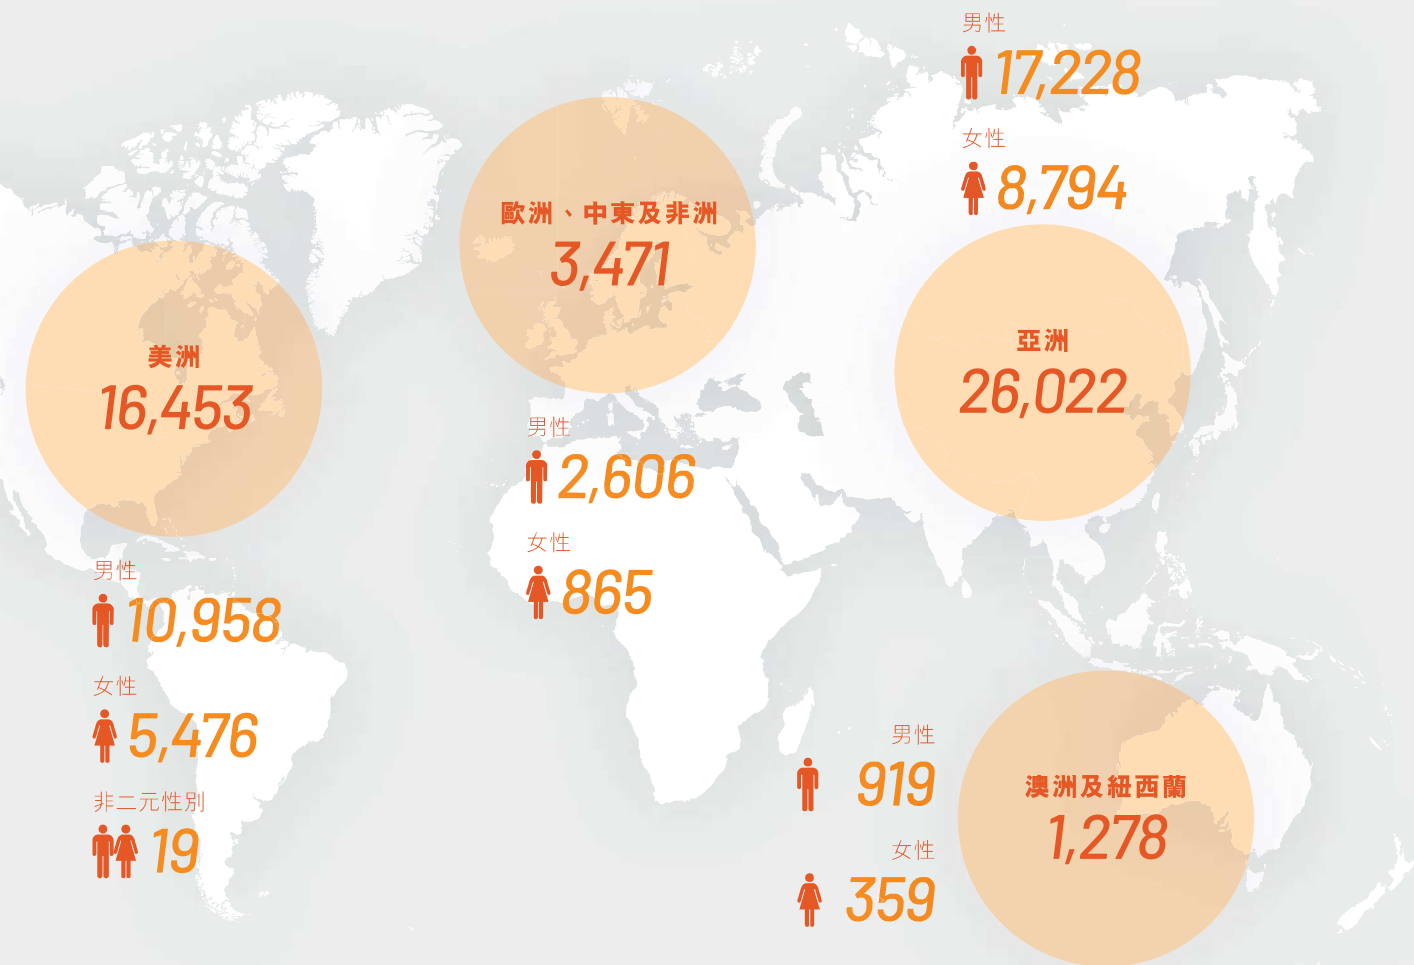 美洲
16,453
男性
10,958
女性
5,476
非二元性別
19
歐洲、中東及非洲
3,471
男性
2,606
女性
865
男性
17,228
女性
8,794
亞洲
26,022
男性
919
女性
359
澳洲及紐西蘭
1,278